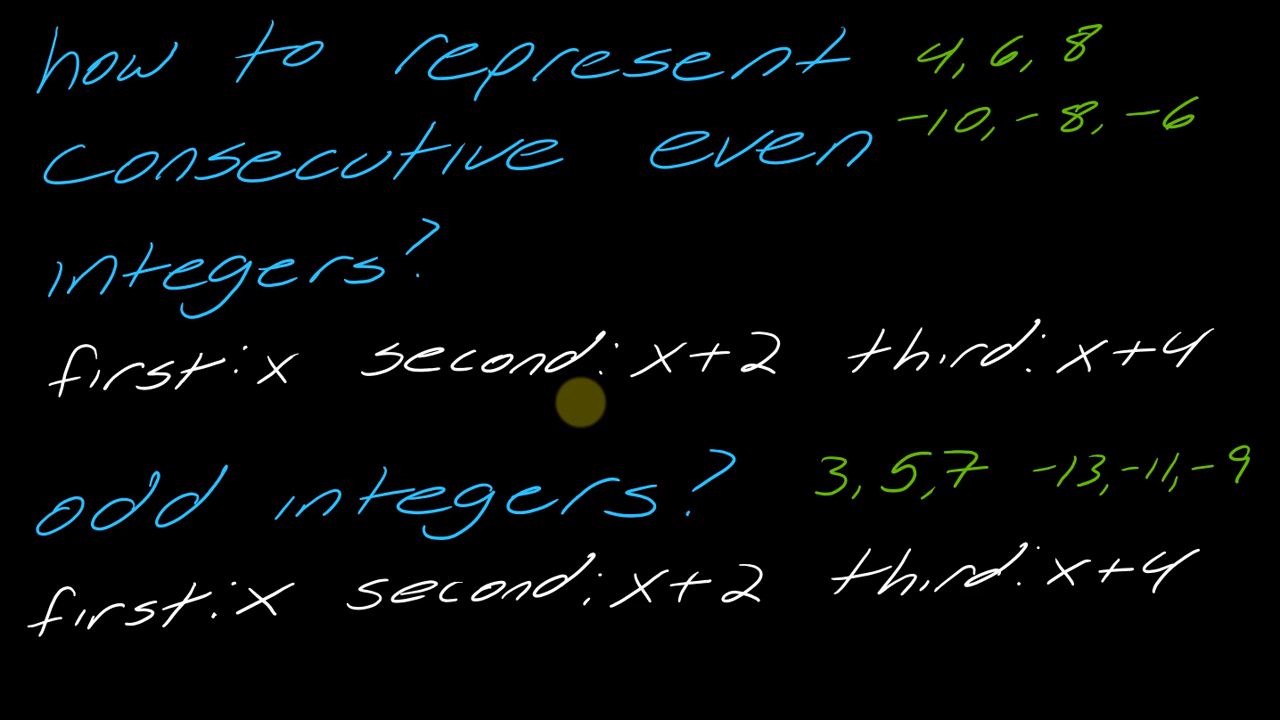 how to represent 4, 6, 8
consecutive even -10, -8, -6
integers?
first: x second: x+2 third: x+4
odd integers? 3, 5, 7 -13, -11, -9
first: x second: x+2 third: x+4